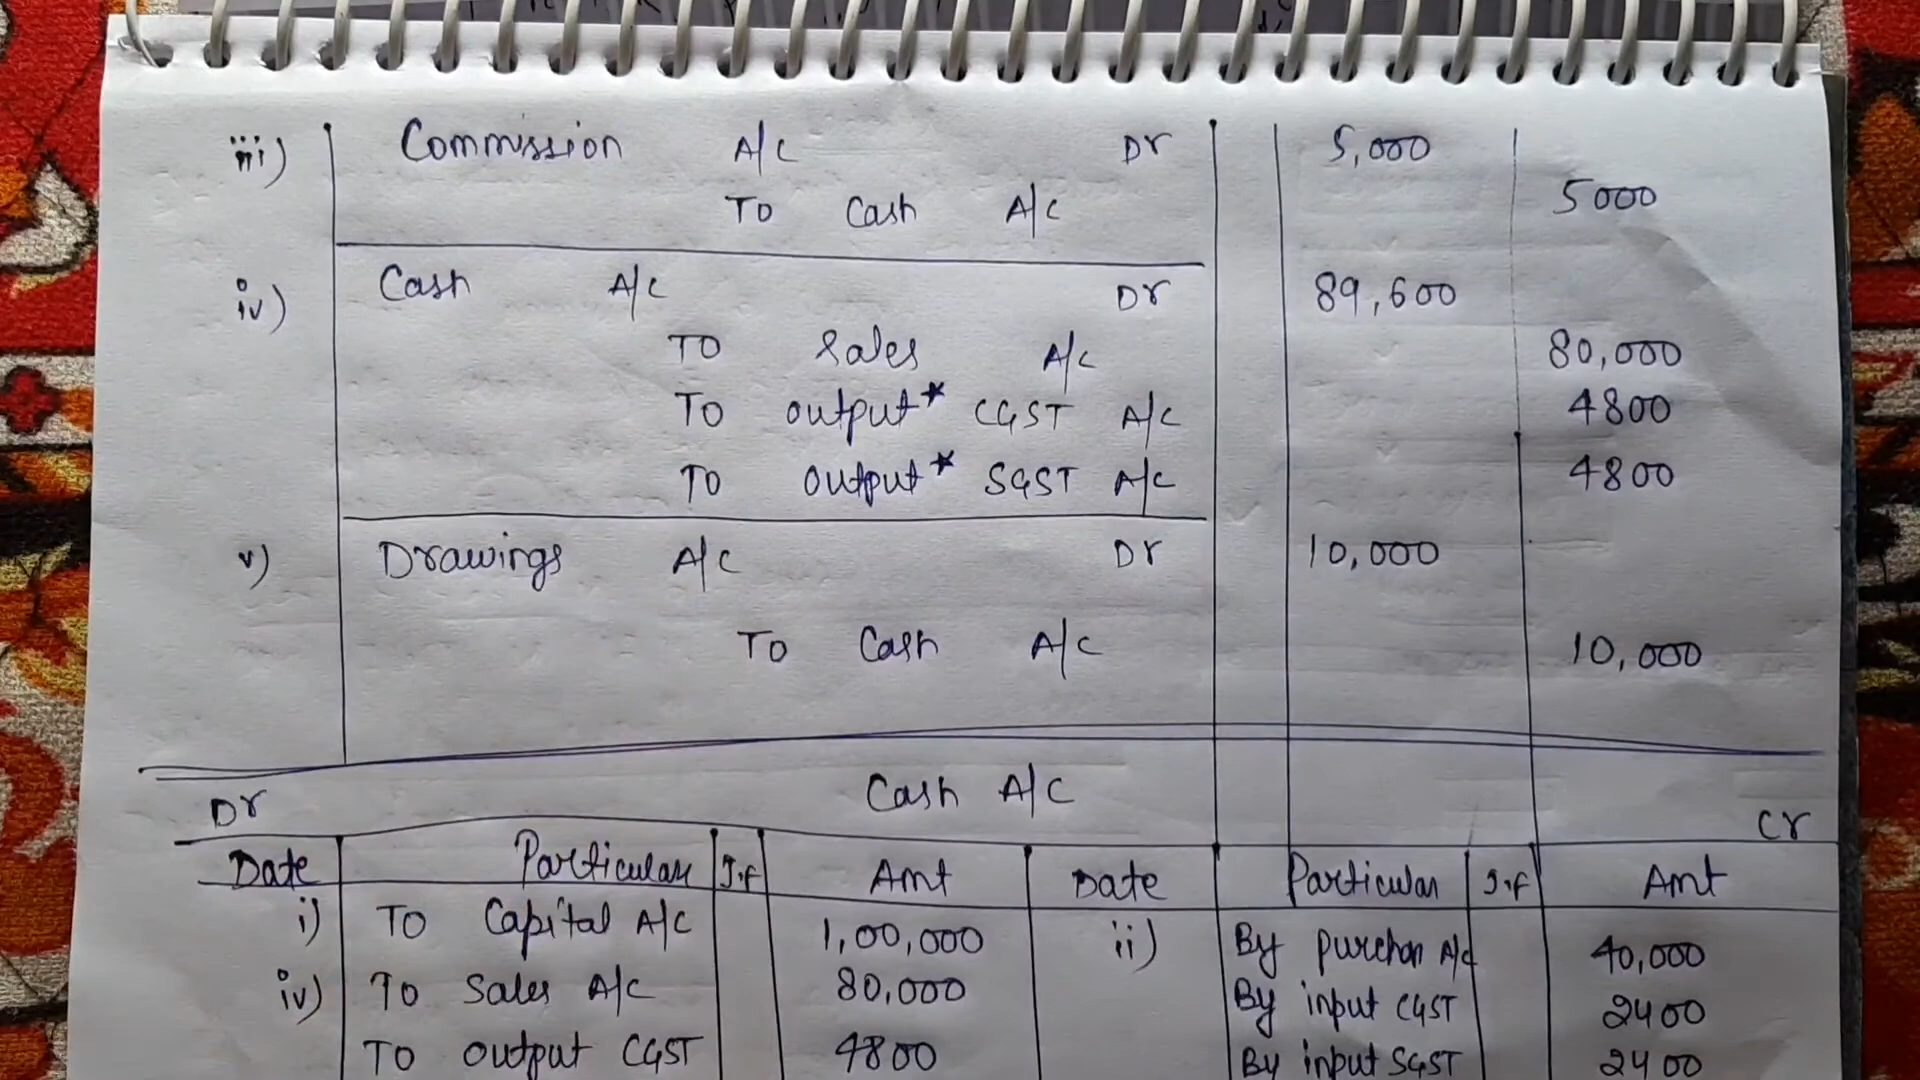 iii) Commission A/c Dr 5,000
To Cash A/c 5000
iv) Cash A/c Dr 89,600
To Sales A/c 80,000
To output* CGST A/c 4800
To output* SGST A/c 4800
v) Drawings A/c Dr 10,000
To Cash A/c 10,000
Cash A/c
Dr Cr
Date Particulars J.f Amt Date Particular J.f Amt
i) To Capital A/c 1,00,000 ii) By purchase A/c 40,000
iv) To Sales A/c 80,000 By input CGST 2400
To output CGST 4800 By input SGST 2400